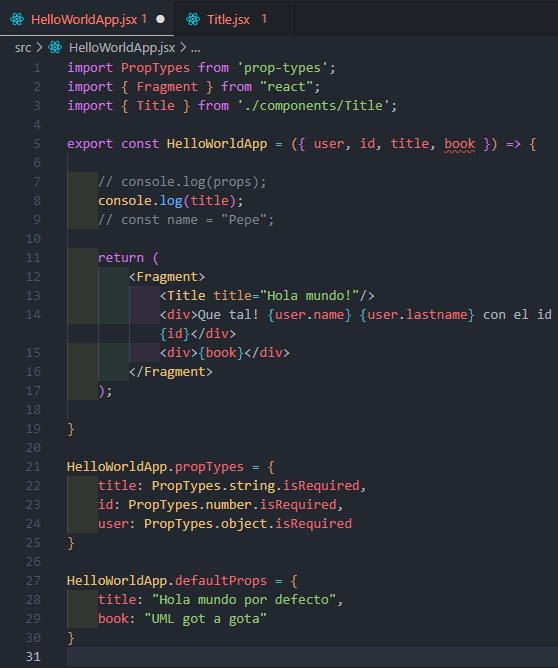 HelloWorldApp.jsx 1 ● Title.jsx 1
src > HelloWorldApp.jsx > ...
1 import PropTypes from 'prop-types';
2 import { Fragment } from "react";
3 import { Title } from './components/Title';
4
5 export const HelloWorldApp = ({ user, id, title, book }) => {
6
7 // console.log(props);
8 console.log(title);
9 // const name = "Pepe";
10
11 return (
12 <Fragment>
13 <Title title="Hola mundo!"/>
14 <div>Que tal! {user.name} {user.lastname} con el id
{id}</div>
15 <div>{book}</div>
16 </Fragment>
17 );
18
19 }
20
21 HelloWorldApp.propTypes = {
22 title: PropTypes.string.isRequired,
23 id: PropTypes.number.isRequired,
24 user: PropTypes.object.isRequired
25 }
26
27 HelloWorldApp.defaultProps = {
28 title: "Hola mundo por defecto",
29 book: "UML got a gota"
30 }
31